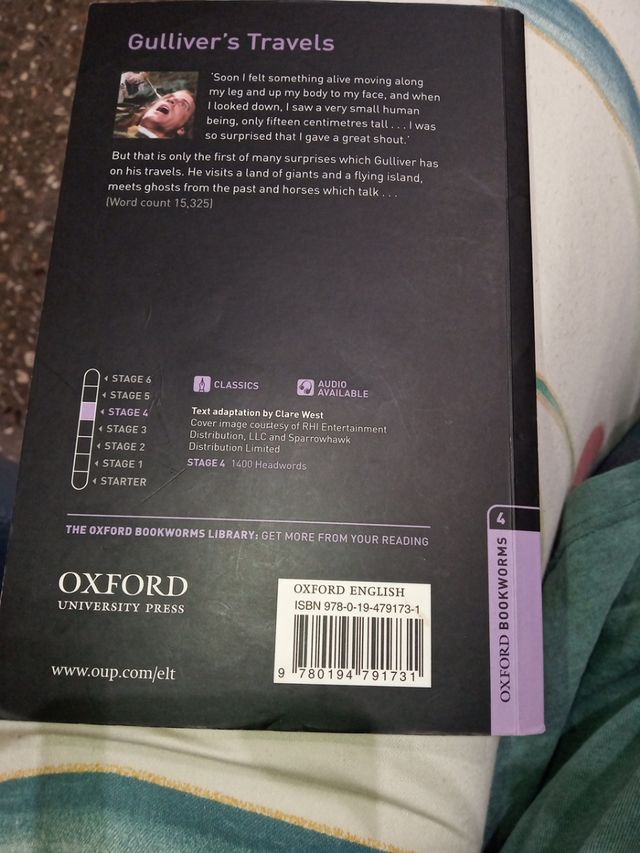 Gulliver's Travels
'Soon I felt something alive moving along
my leg and up my body to my face, and when
I looked down, I saw a very small human
being, only fifteen centimetres tall . . . I was
so surprised that I gave a great shout.'
But that is only the first of many surprises which Gulliver has
on his travels. He visits a land of giants and a flying island,
meets ghosts from the past and horses which talk . . .
(Word count 15,325)
STAGE 6
STAGE 5
STAGE 4
STAGE 3
STAGE 2
STAGE 1
STARTER
CLASSICS
AUDIO
AVAILABLE
Text adaptation by Clare West
Cover image courtesy of RHI Entertainment
Distribution, LLC and Sparrowhawk
Distribution Limited
STAGE 4 1400 Headwords
THE OXFORD BOOKWORMS LIBRARY: GET MORE FROM YOUR READING
OXFORD
UNIVERSITY PRESS
www.oup.com/elt
OXFORD ENGLISH
ISBN 978-0-19-479173-1
9 780194 791731
4
OXFORD BOOKWORMS